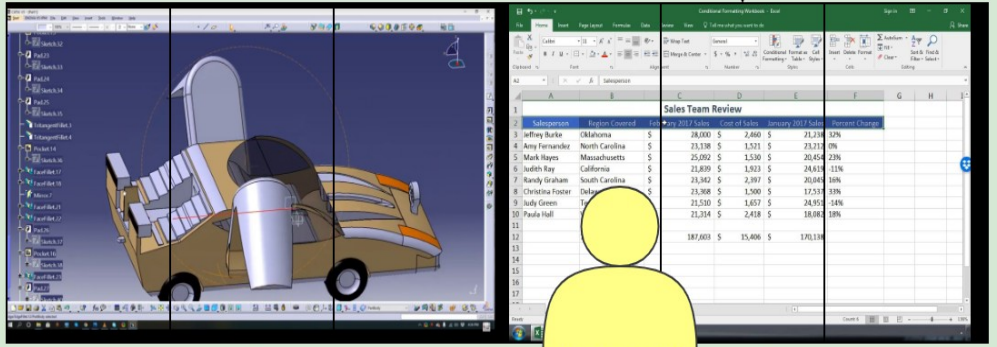 Sketch.32
Pad.23
Sketch.33
Pad.24
Sketch.34
Pad.25
Sketch.35
TritangentFillet.3
TritangentFillet.4
Pocket.14
Sketch.36
FaceFillet.17
FaceFillet.18
Mirror.7
FaceFillet.21
FaceFillet.22
Pad.26
Sketch.37
Pocket.16
FaceFillet.23
Pad.27
Conditional Formatting Workbook - Excel
Sign in
File Home Insert Page Layout Formulas Data View Tell me what you want to do Share
Calibri Wrap Text General AutoSum
Fill
Merge & Center Conditional Formatting Format as Table Cell Styles Insert Delete Format Clear Sort & Filter Find & Select
Font Number Styles Cells Editing
A2 Salesperson
A B C D E F G H
1 Sales Team Review
2 Salesperson Region Covered 2017 Sales Cost of Sales January 2017 Sales Percent Change
3 Jeffrey Burke Oklahoma $ 28,000 $ 2,460 $ 21,238 32%
4 Amy Fernandez North Carolina $ 23,138 $ 1,521 $ 23,212 0%
5 Mark Hayes Massachusetts $ 25,092 $ 1,530 $ 20,454 23%
6 Judith Ray California $ 21,839 $ 1,923 $ 24,619 -11%
7 Randy Graham South Carolina $ 23,342 $ 2,397 $ 20,045 16%
8 Christina Foster $ 23,368 $ 1,500 $ 17,537 33%
9 Judy Green $ 21,510 $ 1,657 $ 24,951 -14%
10 Paula Hall $ 21,314 $ 2,418 $ 18,082 18%
11
12 187,603 $ 15,406 $ 170,138
13
14
15
16
17
Ready